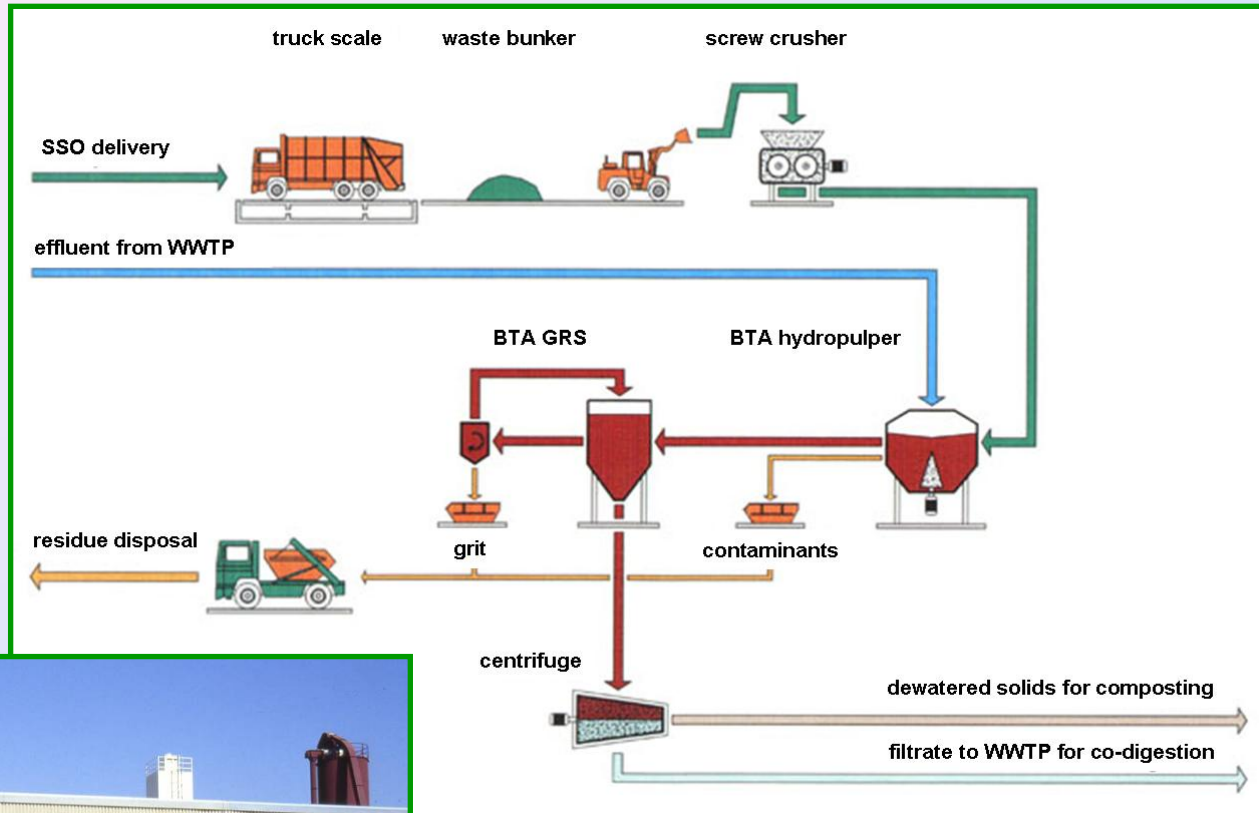 truck scale
waste bunker
screw crusher
SSO delivery
effluent from WWTP
BTA GRS
BTA hydropulper
residue disposal
grit
contaminants
centrifuge
dewatered solids for composting
filtrate to WWTP for co-digestion